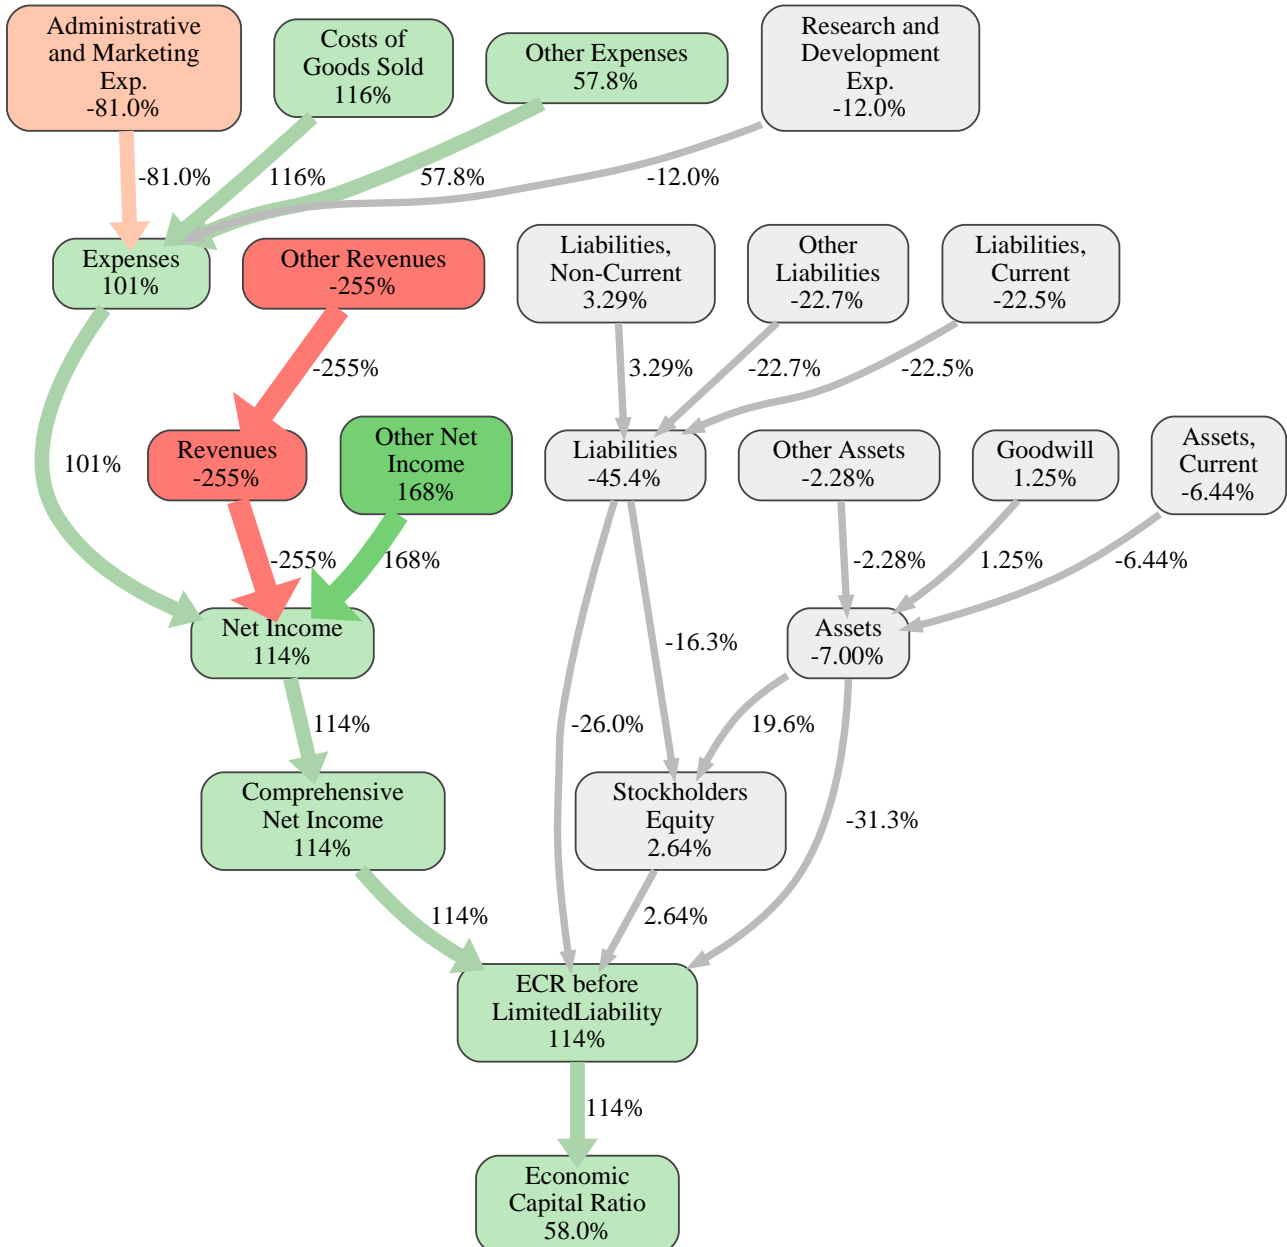 Administrative
and Marketing
Exp.
-81.0%
Costs of
Goods Sold
116%
Other Expenses
57.8%
Research and
Development
Exp.
-12.0%
-81.0%
116%
57.8%
-12.0%
Expenses
101%
Other Revenues
-255%
Liabilities,
Non-Current
3.29%
Other
Liabilities
-22.7%
Liabilities,
Current
-22.5%
-255%
3.29%
-22.7%
-22.5%
101%
Revenues
-255%
Other Net
Income
168%
Liabilities
-45.4%
Other Assets
-2.28%
Goodwill
1.25%
Assets,
Current
-6.44%
-255%
168%
-2.28%
1.25%
-6.44%
Net Income
114%
-16.3%
Assets
-7.00%
114%
-26.0%
19.6%
Comprehensive
Net Income
114%
Stockholders
Equity
2.64%
-31.3%
114%
2.64%
ECR before
LimitedLiability
114%
114%
Economic
Capital Ratio
58.0%